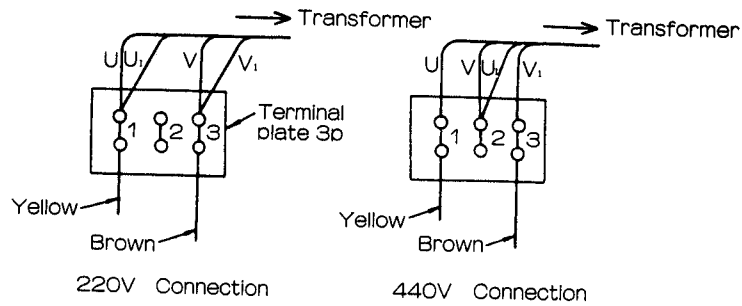 Transformer
U U₁ V V₁
1 2 3
Terminal
plate 3p
Yellow
Brown
220V Connection
Transformer
U V U₁ V₁
1 2 3
Yellow
Brown
440V Connection